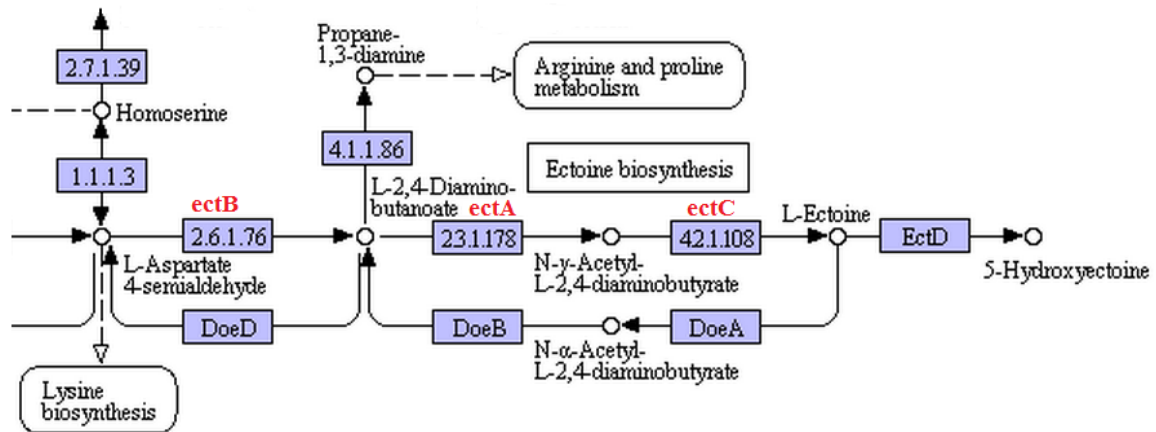 Propane-
1,3-diamine
2.7.1.39
Arginine and proline
metabolism
Homoserine
4.1.1.86
Ectoine biosynthesis
1.1.1.3
L-2,4-Diamino-
butanoate
ectB
ectA
ectC
L-Ectoine
2.6.1.76
2.3.1.178
4.2.1.108
EctD
L-Aspartate
4-semialdehyde
N-γ-Acetyl-
L-2,4-diaminobutyrate
5-Hydroxyectoine
DoeD
DoeB
DoeA
N-α-Acetyl-
L-2,4-diaminobutyrate
Lysine
biosynthesis